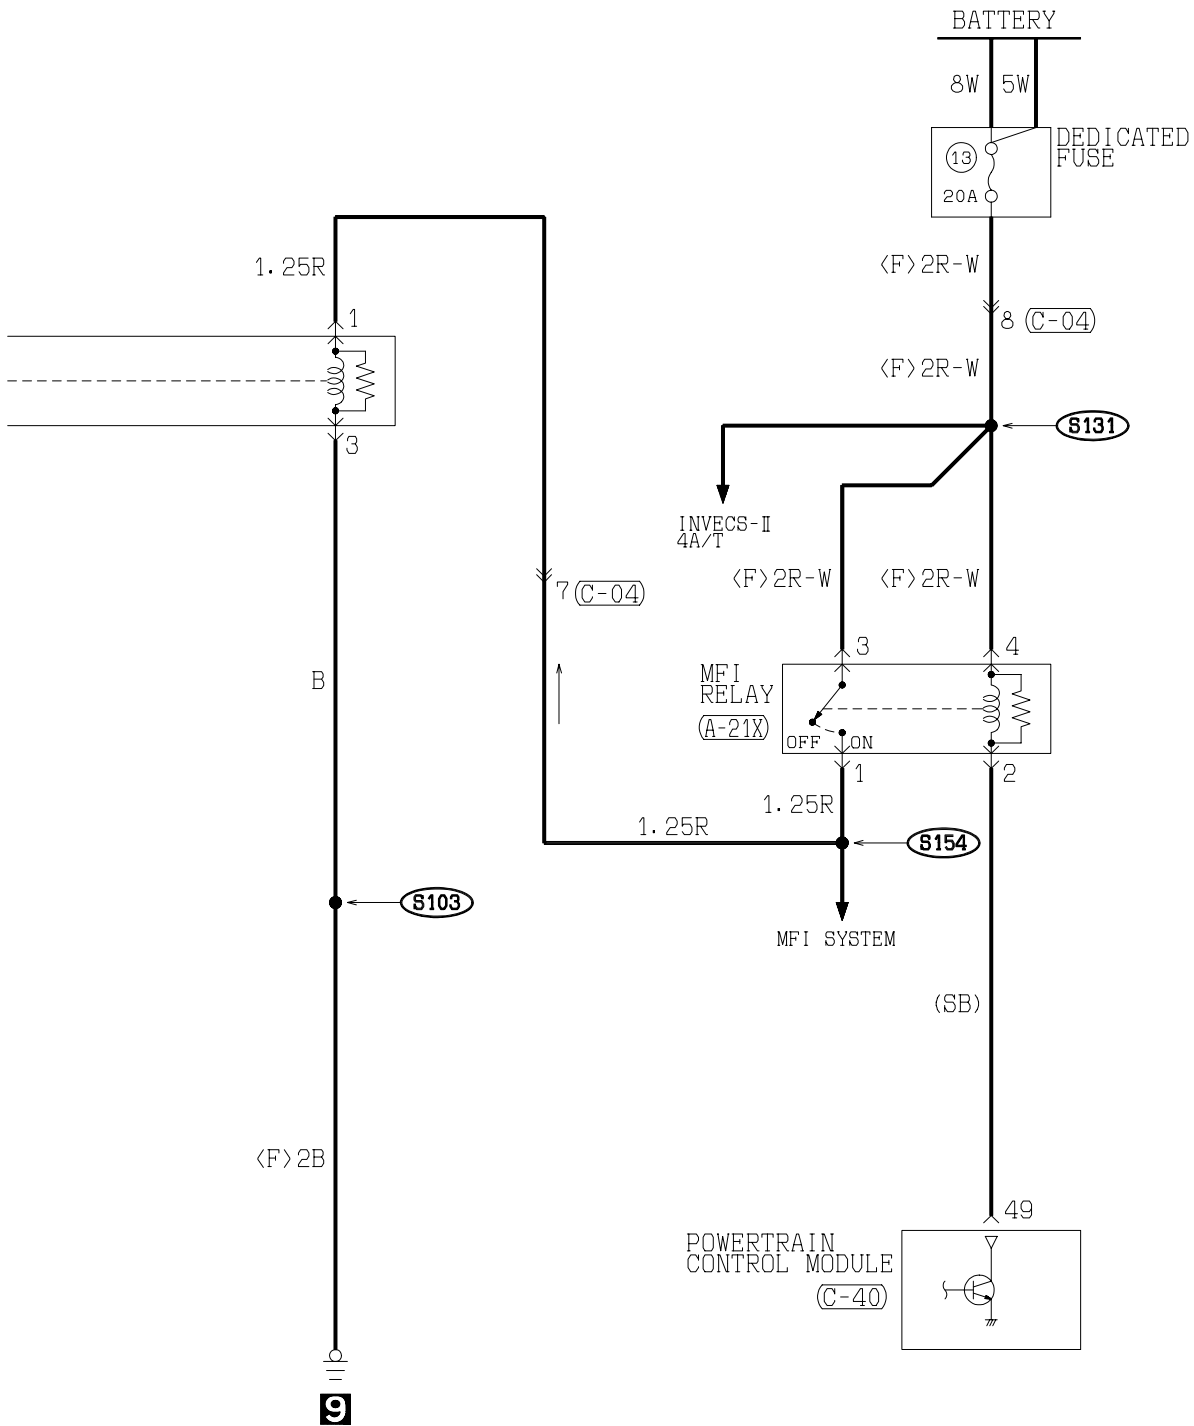 BATTERY
8W 5W
DEDICATED
FUSE
13
20A
<F>2R-W
1.25R
1
8 (C-04)
<F>2R-W
3
S131
INVECS-Ⅱ
4A/T
<F>2R-W <F>2R-W
7 (C-04)
3 4
MFI
RELAY
(A-21X)
B
OFF ON
1 2
1.25R
1.25R
S154
S103
MFI SYSTEM
(SB)
<F>2B
49
POWERTRAIN
CONTROL MODULE
(C-40)
9